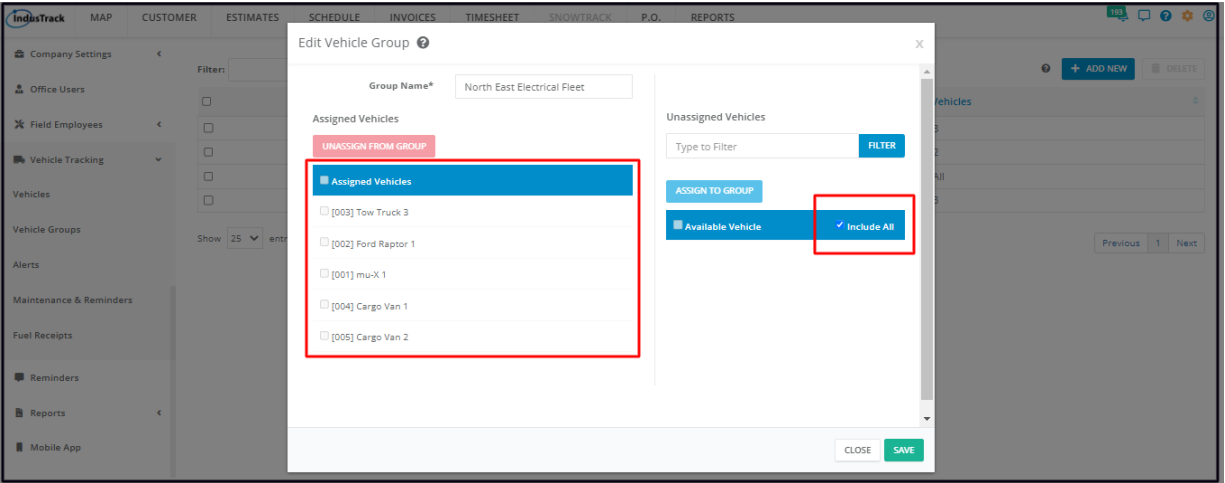 IndusTrack MAP CUSTOMER ESTIMATES SCHEDULE INVOICES TIMESHEET SNOWTRACK P.O. REPORTS 193
Edit Vehicle Group
X
Company Settings
Office Users
Field Employees
Vehicle Tracking
Vehicles
Vehicle Groups
Alerts
Maintenance & Reminders
Fuel Receipts
Reminders
Reports
Mobile App
Filter:
+ ADD NEW
DELETE
Show 25 entr
Group Name*
North East Electrical Fleet
Assigned Vehicles
UNASSIGN FROM GROUP
Assigned Vehicles
[003] Tow Truck 3
[002] Ford Raptor 1
[001] mu-X 1
[004] Cargo Van 1
[005] Cargo Van 2
Unassigned Vehicles
Type to Filter
FILTER
ASSIGN TO GROUP
Available Vehicle
Include All
CLOSE
SAVE
Vehicles
2
All
Previous 1 Next